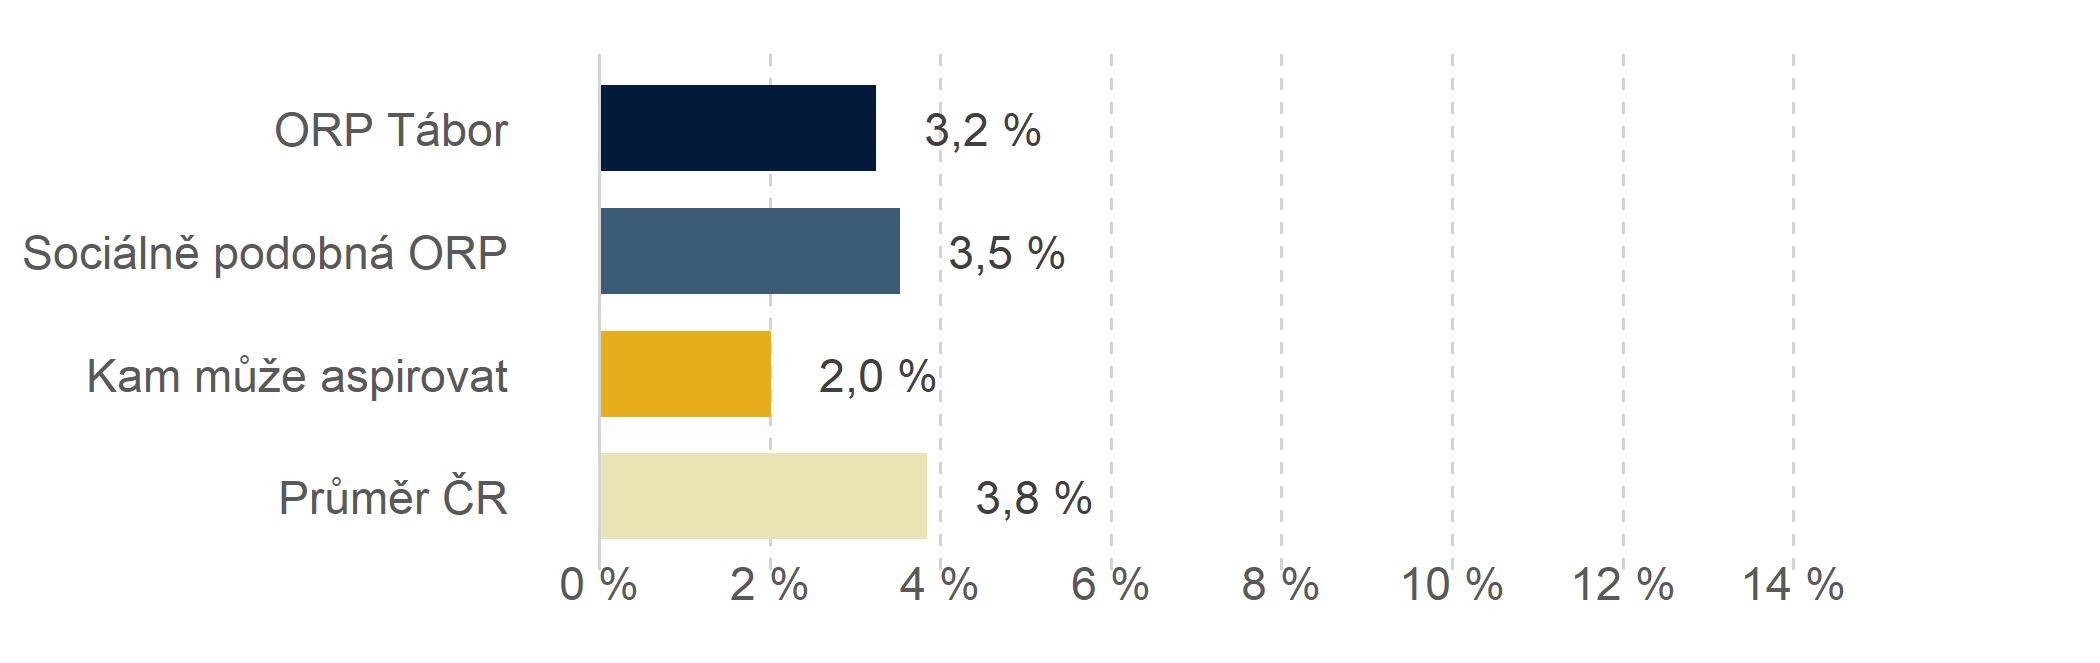 ORP Tábor 3,2 %
Sociálně podobná ORP 3,5 %
Kam může aspirovat 2,0 %
Průměr ČR 3,8 %
0 % 2 % 4 % 6 % 8 % 10 % 12 % 14 %